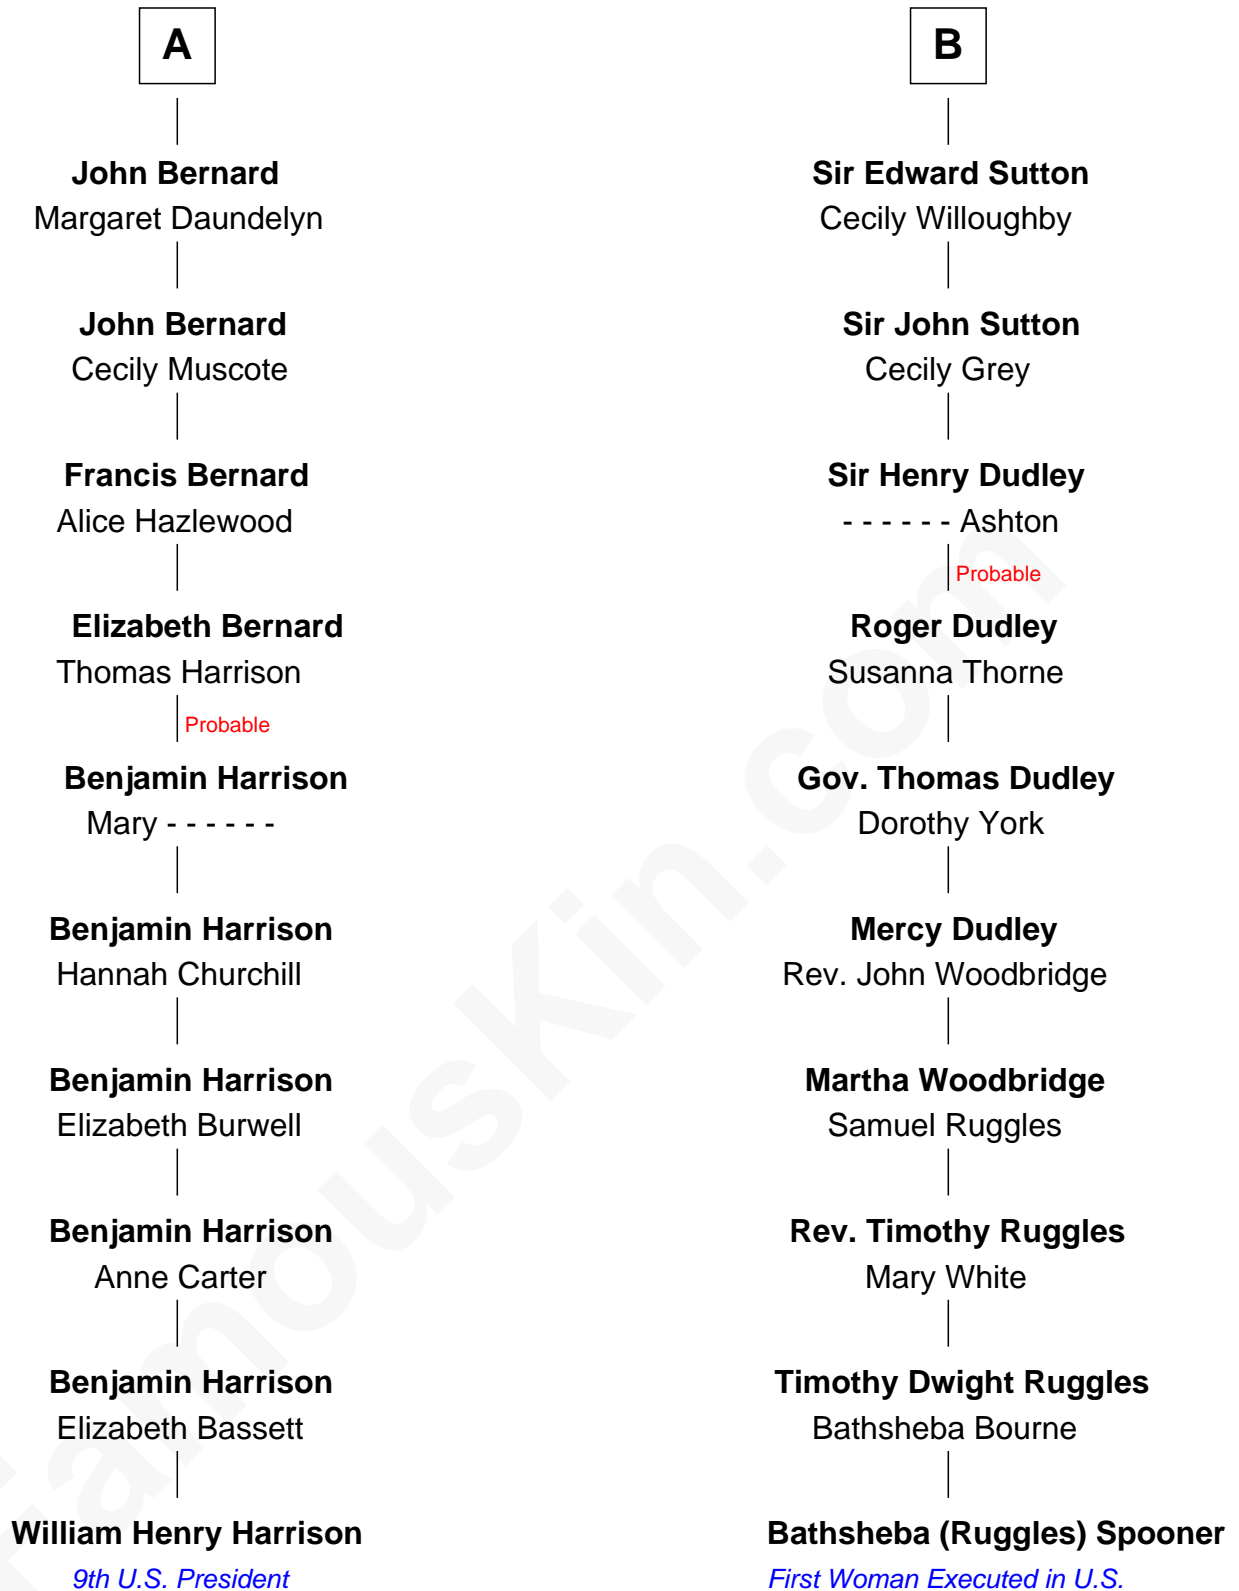 A
John Bernard
Margaret Daundelyn
John Bernard
Cecily Muscote
Francis Bernard
Alice Hazlewood
Elizabeth Bernard
Thomas Harrison
Probable
Benjamin Harrison
Mary - - - - - -
Benjamin Harrison
Hannah Churchill
Benjamin Harrison
Elizabeth Burwell
Benjamin Harrison
Anne Carter
Benjamin Harrison
Elizabeth Bassett
William Henry Harrison
9th U.S. President
B
Sir Edward Sutton
Cecily Willoughby
Sir John Sutton
Cecily Grey
Sir Henry Dudley
- - - - - - Ashton
Probable
Roger Dudley
Susanna Thorne
Gov. Thomas Dudley
Dorothy York
Mercy Dudley
Rev. John Woodbridge
Martha Woodbridge
Samuel Ruggles
Rev. Timothy Ruggles
Mary White
Timothy Dwight Ruggles
Bathsheba Bourne
Bathsheba (Ruggles) Spooner
First Woman Executed in U.S.
famouskin.com